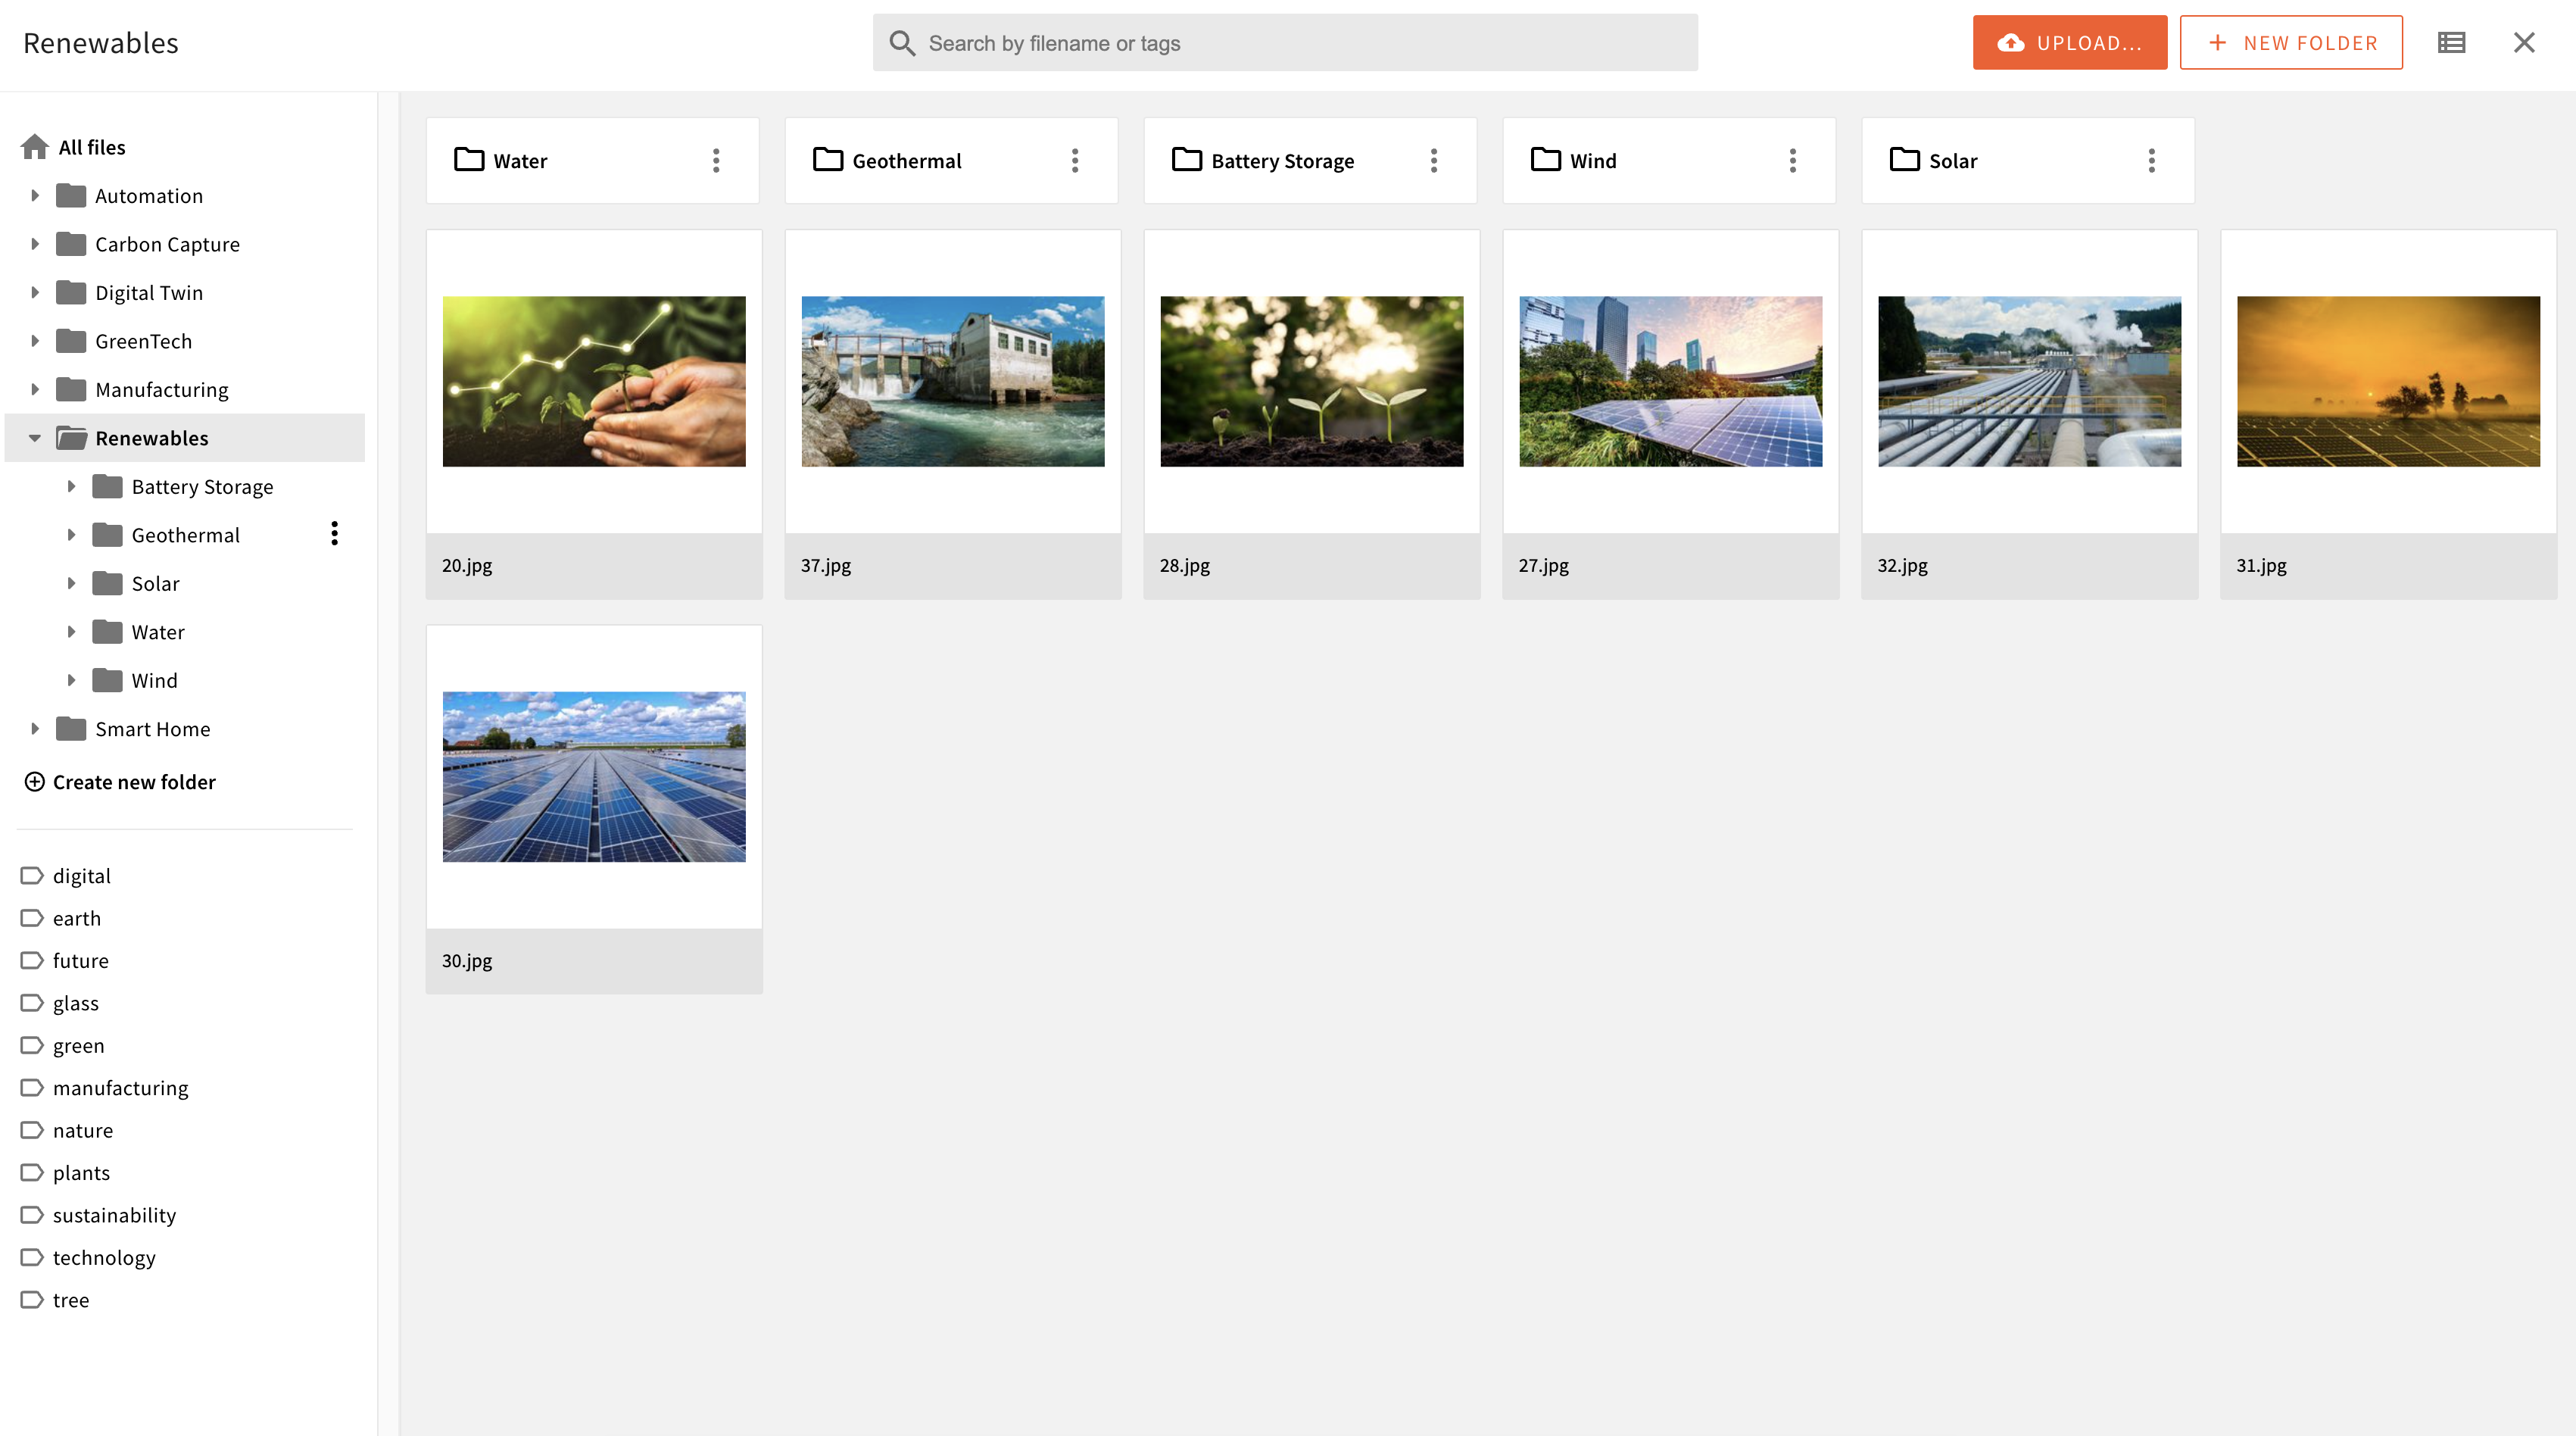 Renewables
Search by filename or tags
UPLOAD...
NEW FOLDER
All files
Automation
Carbon Capture
Digital Twin
GreenTech
Manufacturing
Renewables
Battery Storage
Geothermal
Solar
Water
Wind
Smart Home
Create new folder
digital
earth
future
glass
green
manufacturing
nature
plants
sustainability
technology
tree
Water
Geothermal
Battery Storage
Wind
Solar
20.jpg
37.jpg
28.jpg
27.jpg
32.jpg
31.jpg
30.jpg